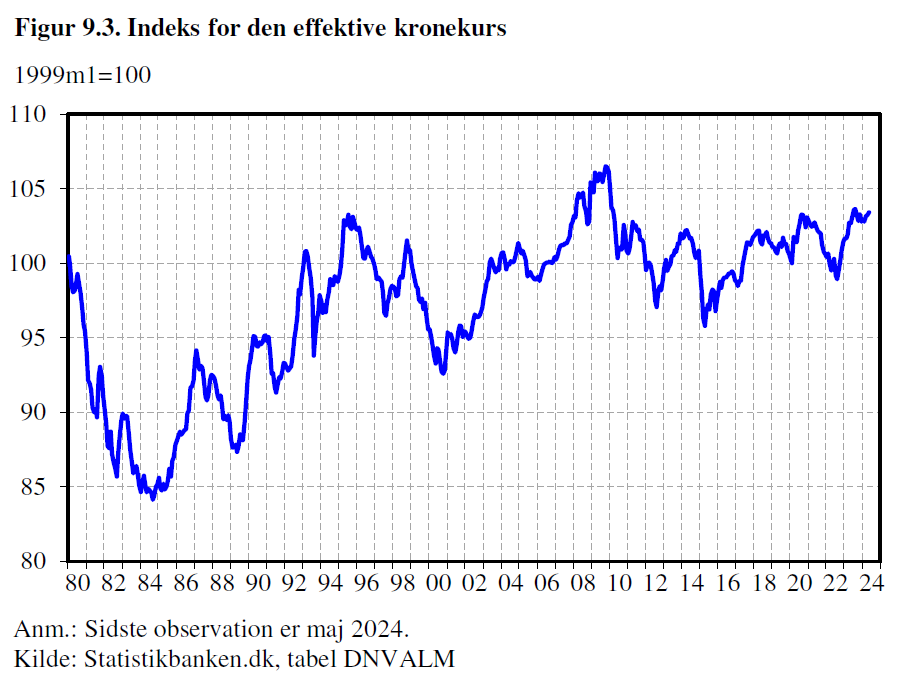 Figur 9.3. Indeks for den effektive kronekurs
1999m1=100
110
105
100
95
90
85
80
80 82 84 86 88 90 92 94 96 98 00 02 04 06 08 10 12 14 16 18 20 22 24
Anm.: Sidste observation er maj 2024.
Kilde: Statistikbanken.dk, tabel DNVALM